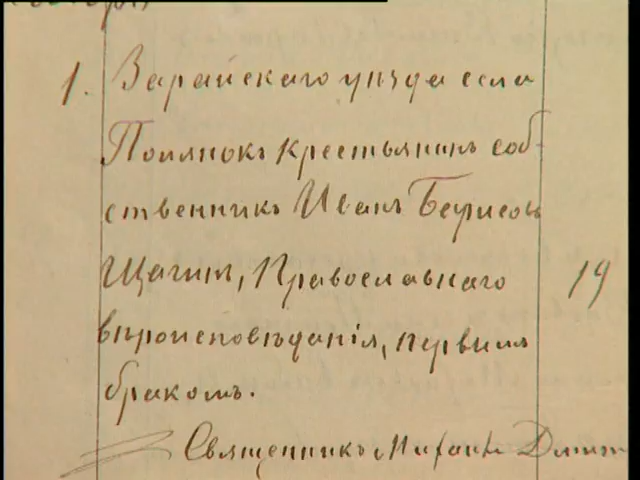 1. Зарайскаго уѣзда села
Полянокъ крестьянинъ соб-
ственникъ Иванъ Борисовъ
Щагинъ, Православнаго
19
вѣроисповѣданія, первымъ
бракомъ.
Священникъ Михаилъ